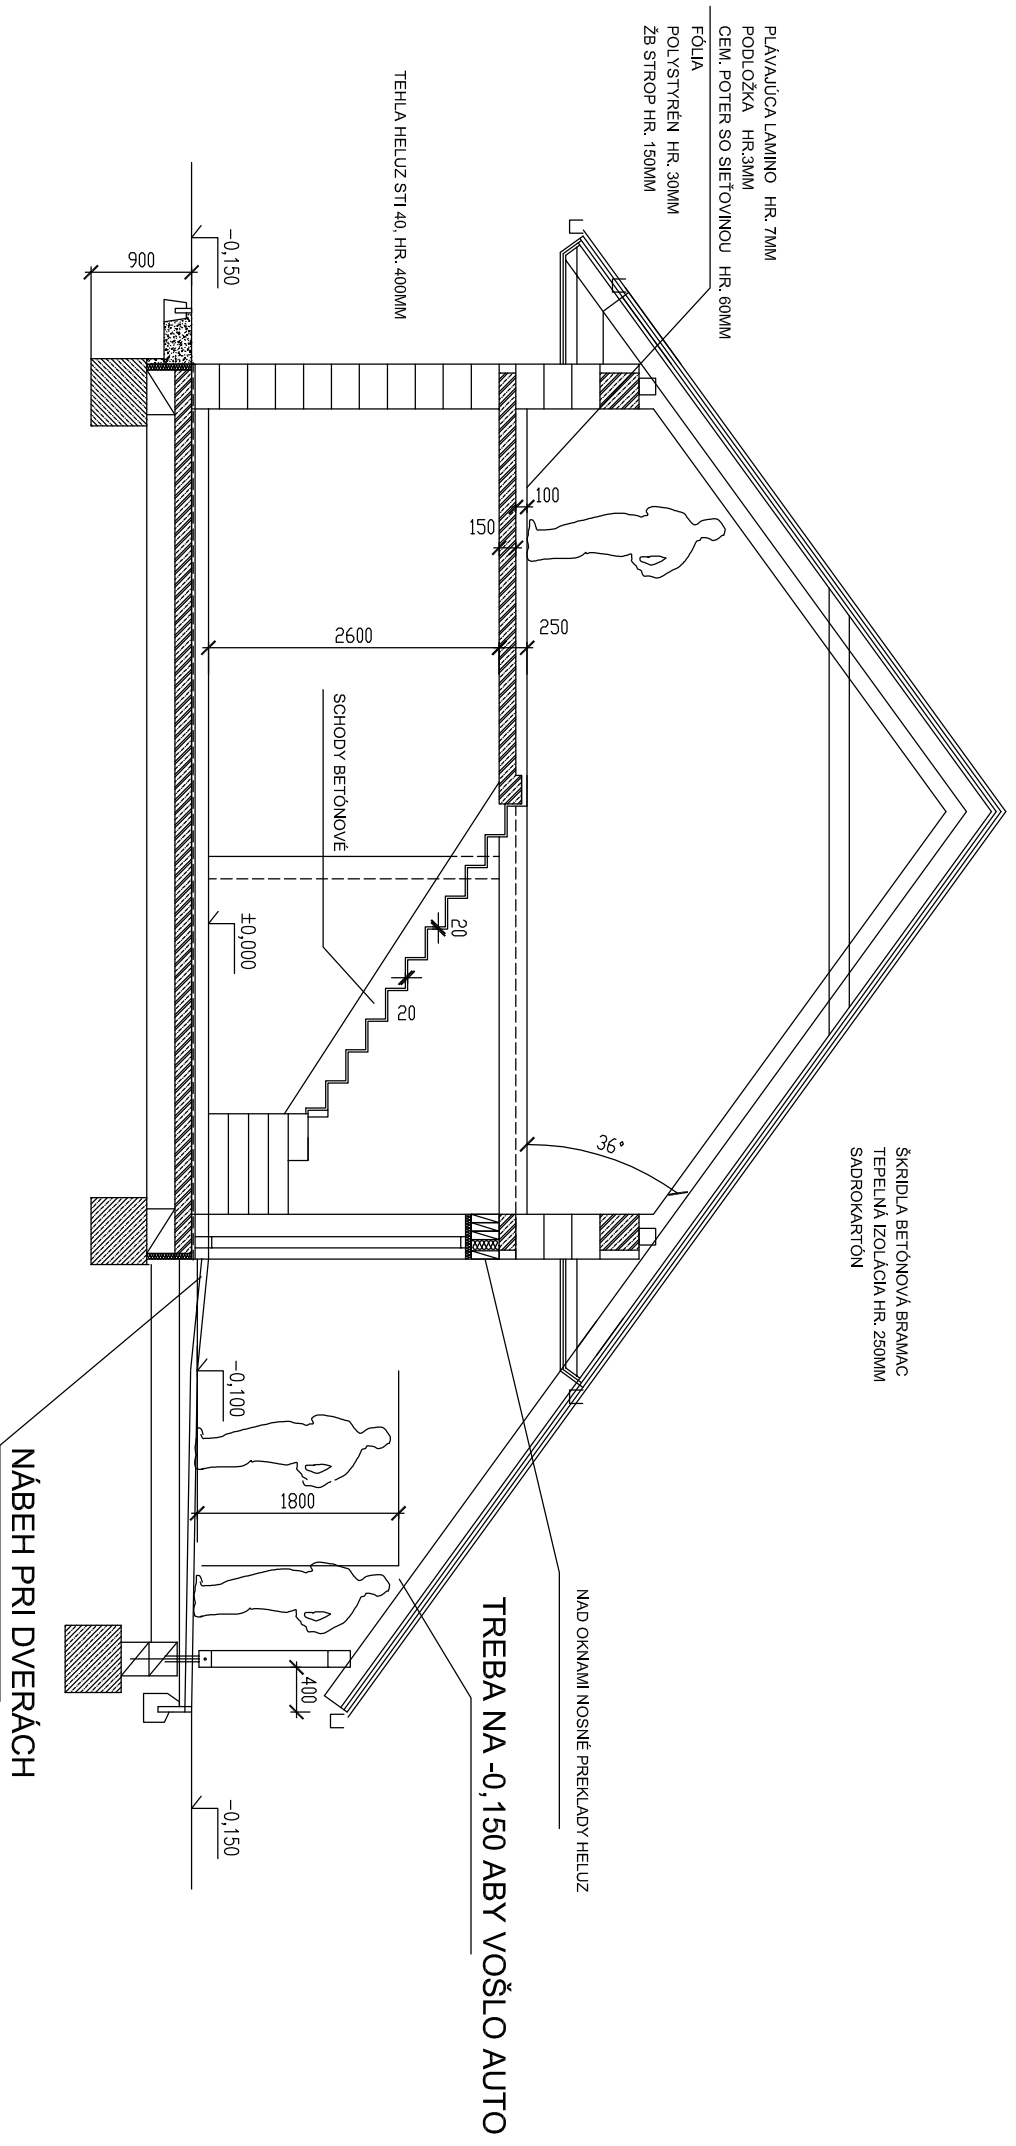 PLÁVAJÚCA LAMINO HR. 7MM
PODLOŽKA HR.3MM
CEM. POTER SO SIEŤOVINOU HR. 60MM
FÓLIA
POLYSTYRÉN HR. 30MM
ŽB STROP HR. 150MM
TEHLA HELUZ STI 40, HR. 400MM
ŠKRIDLA BETÓNOVÁ BRAMAC
TEPELNÁ IZOLÁCIA HR. 250MM
SADROKARTÓN
36°
100
150
250
2600
SCHODY BETÓNOVÉ
20
20
±0,000
-0,150
900
NAD OKNAMI NOSNÉ PREKLADY HELUZ
TREBA NA -0,150 ABY VOŠLO AUTO
-0,100
1800
400
-0,150
NÁBEH PRI DVERÁCH